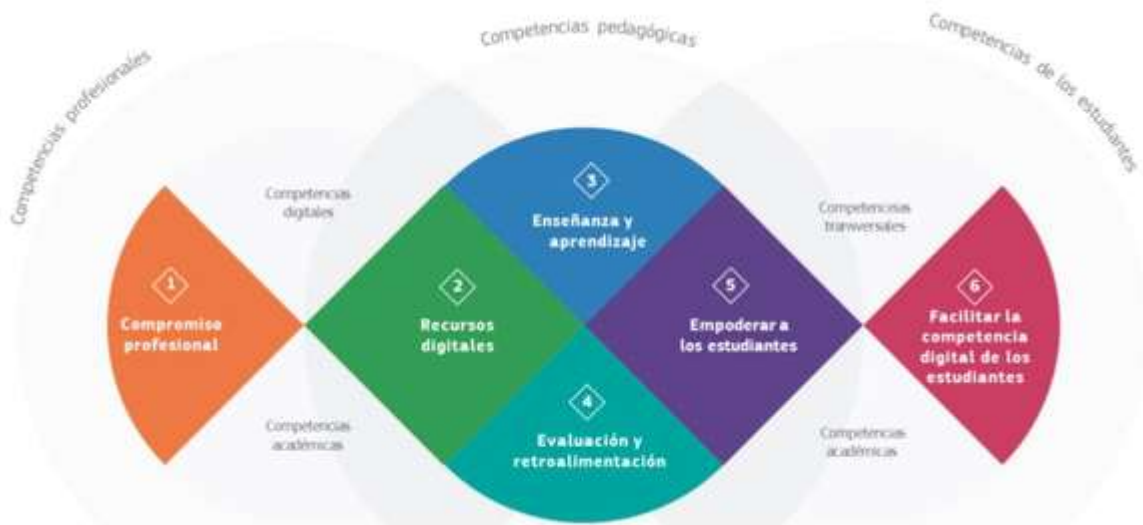 Competencias profesionales
Competencias pedagógicas
Competencias de los estudiantes
Competencias
digitales
Competencias
académicas
1
Compromiso
profesional
2
Recursos
digitales
3
Enseñanza y
aprendizaje
4
Evaluación y
retroalimentación
5
Empoderar a
los estudiantes
Competencias
transversales
Competencias
académicas
6
Facilitar la
competencia
digital de los
estudiantes